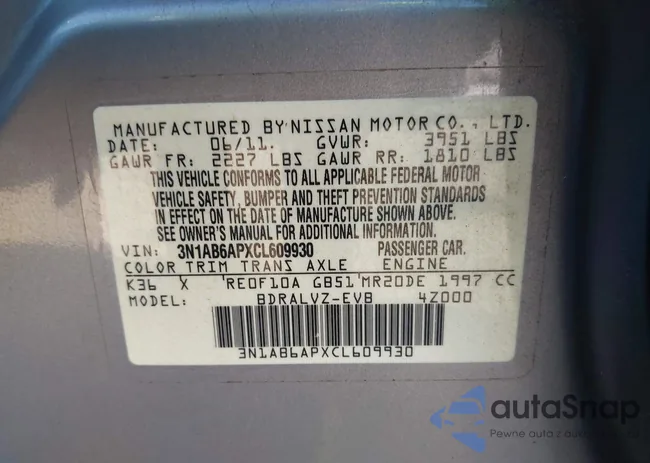 MANUFACTURED BY NISSAN MOTOR CO., LTD.
DATE: 06/11. GVWR: 3951 LBS
GAWR FR: 2227 LBS GAWR RR: 1810 LBS
THIS VEHICLE CONFORMS TO ALL APPLICABLE FEDERAL MOTOR
VEHICLE SAFETY, BUMPER AND THEFT PREVENTION STANDARDS
IN EFFECT ON THE DATE OF MANUFACTURE SHOWN ABOVE.
SEE OWNER'S MANUAL FOR ADDITIONAL INFORMATION.
VIN: 3N1AB6APXCL609930 PASSENGER CAR.
COLOR TRIM TRANS AXLE ENGINE
K36 X RE0F10A GB51 MR20DE 1997 CC
MODEL: BDRALVZ-EVB 4Z000
3N1AB6APXCL609930
autaSnap
Pewne auta z